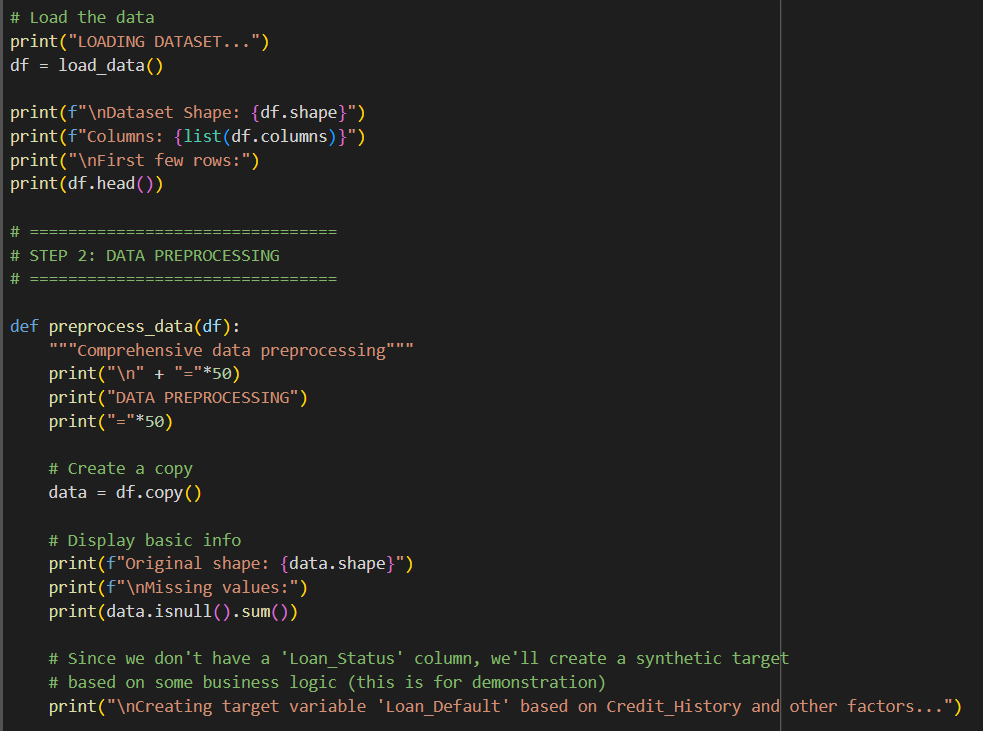 # Load the data
print("LOADING DATASET...")
df = load_data()
print(f"\nDataset Shape: {df.shape}")
print(f"Columns: {list(df.columns)}")
print("\nFirst few rows:")
print(df.head())
# ================================
# STEP 2: DATA PREPROCESSING
# ================================
def preprocess_data(df):
    """Comprehensive data preprocessing"""
    print("\n" + "="*50)
    print("DATA PREPROCESSING")
    print("="*50)
    # Create a copy
    data = df.copy()
    # Display basic info
    print(f"Original shape: {data.shape}")
    print(f"\nMissing values:")
    print(data.isnull().sum())
    # Since we don't have a 'Loan_Status' column, we'll create a synthetic target
    # based on some business logic (this is for demonstration)
    print("\nCreating target variable 'Loan_Default' based on Credit_History and other factors...")